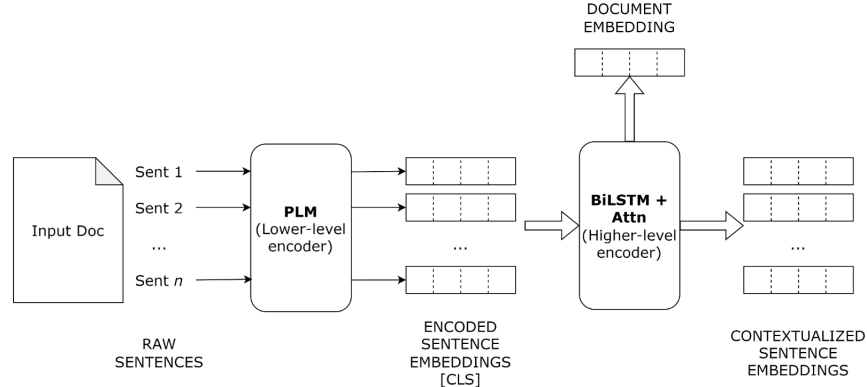 DOCUMENT
EMBEDDING
Input Doc
Sent 1
Sent 2
...
Sent n
PLM
(Lower-level
encoder)
...
BiLSTM +
Attn
(Higher-level
encoder)
...
RAW
SENTENCES
ENCODED
SENTENCE
EMBEDDINGS
[CLS]
CONTEXTUALIZED
SENTENCE
EMBEDDINGS